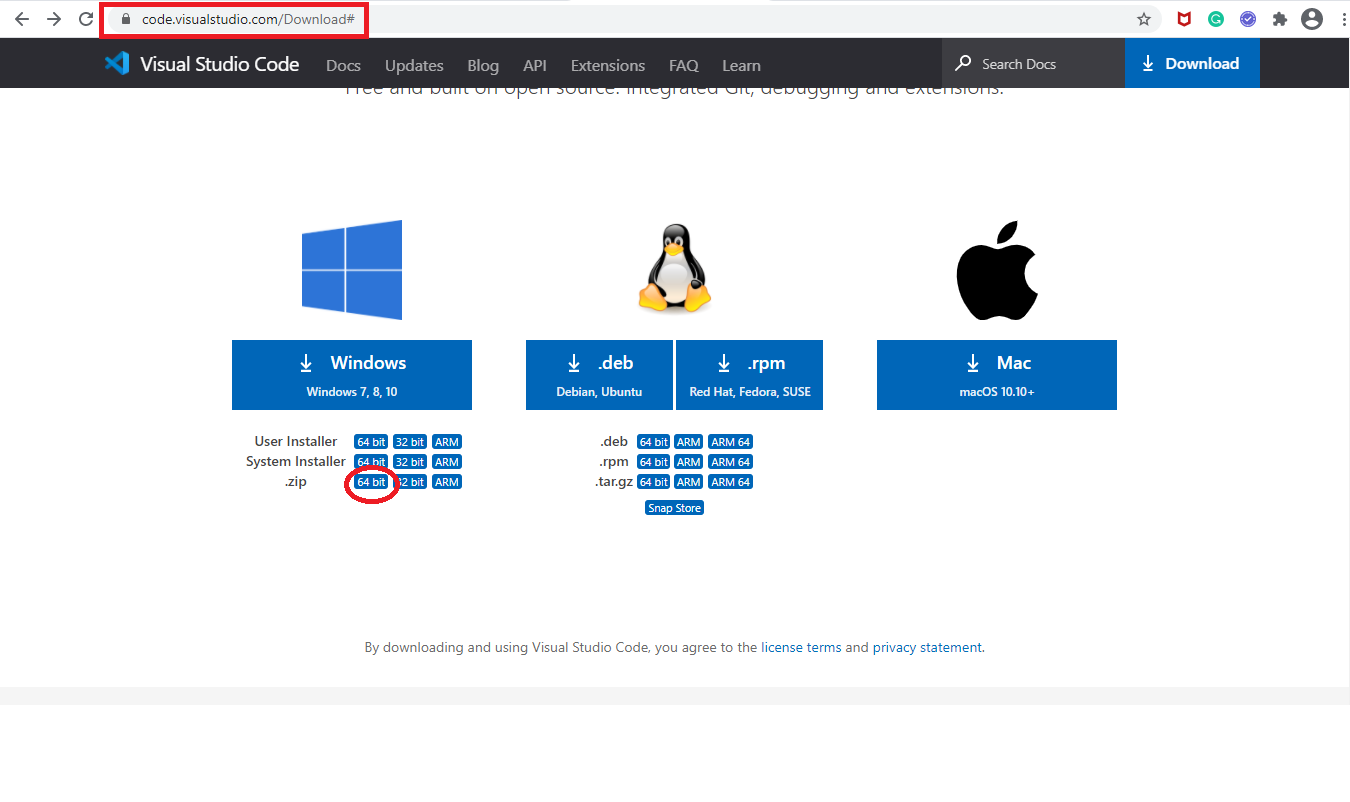 code.visualstudio.com/Download#
Visual Studio Code Docs Updates Blog API Extensions FAQ Learn Search Docs Download
Free and built on open source. Integrated Git, debugging and extensions.
Windows
Windows 7, 8, 10
User Installer 64 bit 32 bit ARM
System Installer 64 bit 32 bit ARM
.zip 64 bit 32 bit ARM
.deb
Debian, Ubuntu
.rpm
Red Hat, Fedora, SUSE
.deb 64 bit ARM ARM 64
.rpm 64 bit ARM ARM 64
.tar.gz 64 bit ARM ARM 64
Snap Store
Mac
macOS 10.10+
By downloading and using Visual Studio Code, you agree to the license terms and privacy statement.